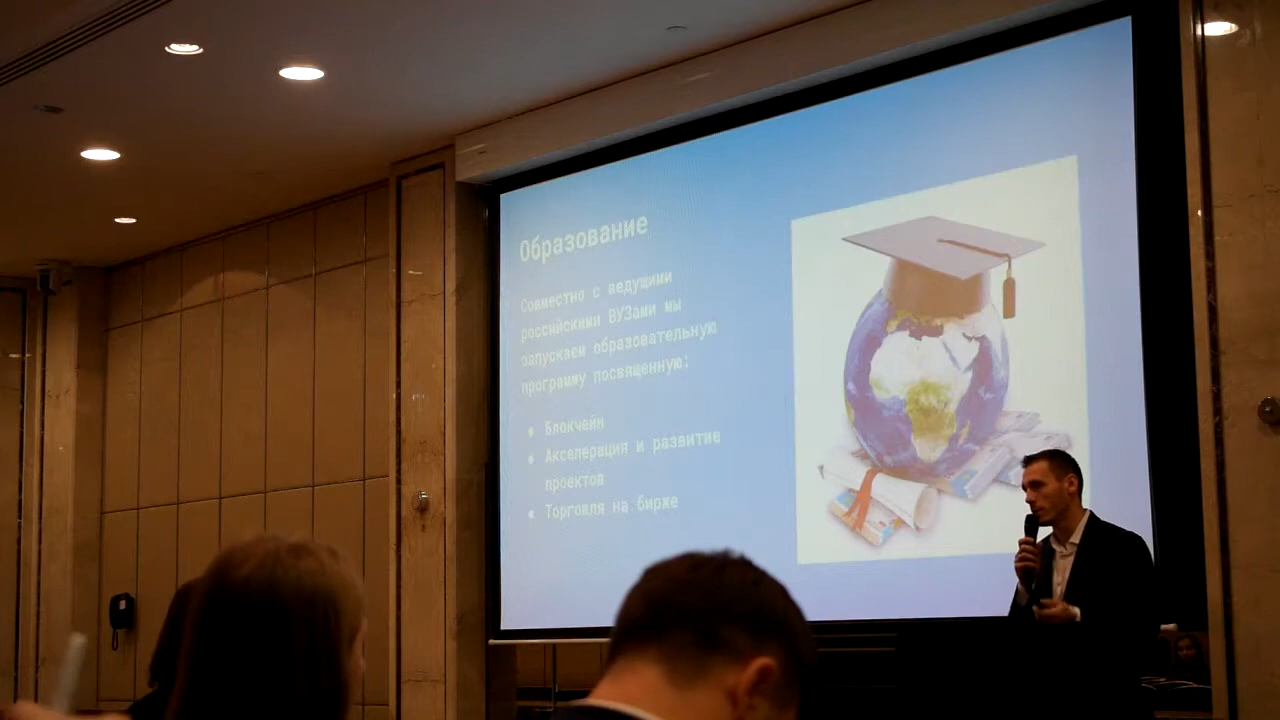 Образование
Совместно с ведущими
российскими ВУЗами мы
запускаем образовательную
программу посвященную:
Блокчейн
Акселерация и развитие
проектов
Торговля на бирже